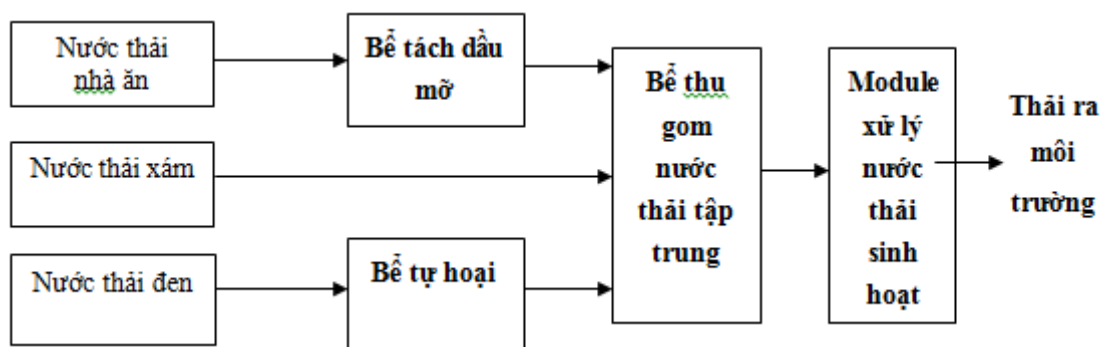 Nước thải
nhà ăn
Bể tách dầu
mỡ
Nước thải xám
Nước thải đen
Bể tự hoại
Bể thu
gom
nước
thải tập
trung
Module
xử lý
nước
thải
sinh
hoạt
Thải ra
môi
trường